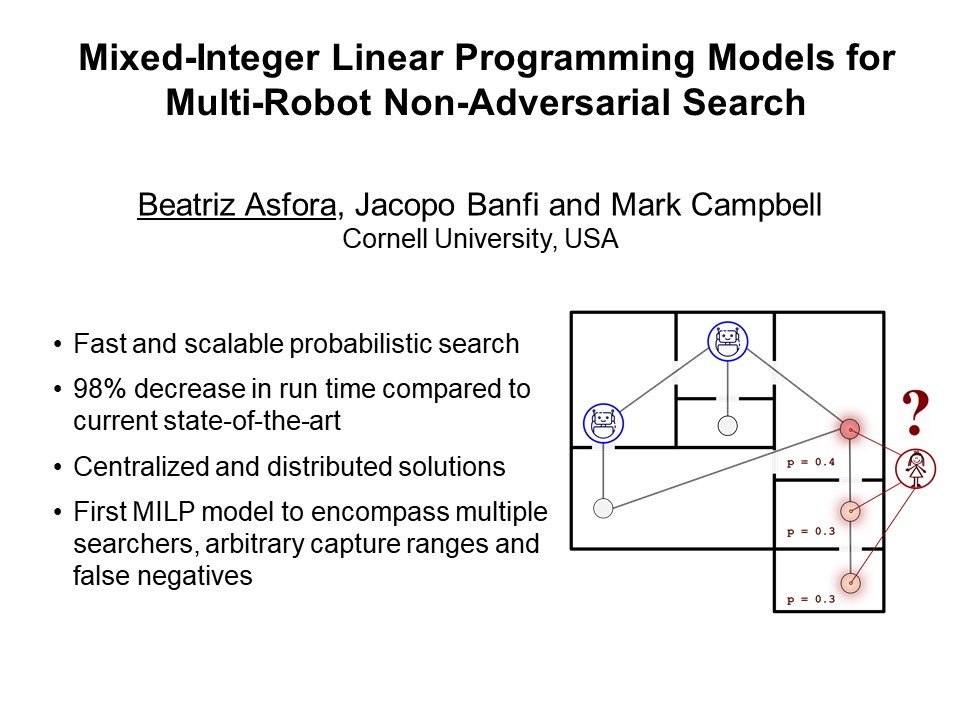 Mixed-Integer Linear Programming Models for
Multi-Robot Non-Adversarial Search
Beatriz Asfora, Jacopo Banfi and Mark Campbell
Cornell University, USA
• Fast and scalable probabilistic search
• 98% decrease in run time compared to
current state-of-the-art
• Centralized and distributed solutions
• First MILP model to encompass multiple
searchers, arbitrary capture ranges and
false negatives
?
p = 0.4
p = 0.3
p = 0.3